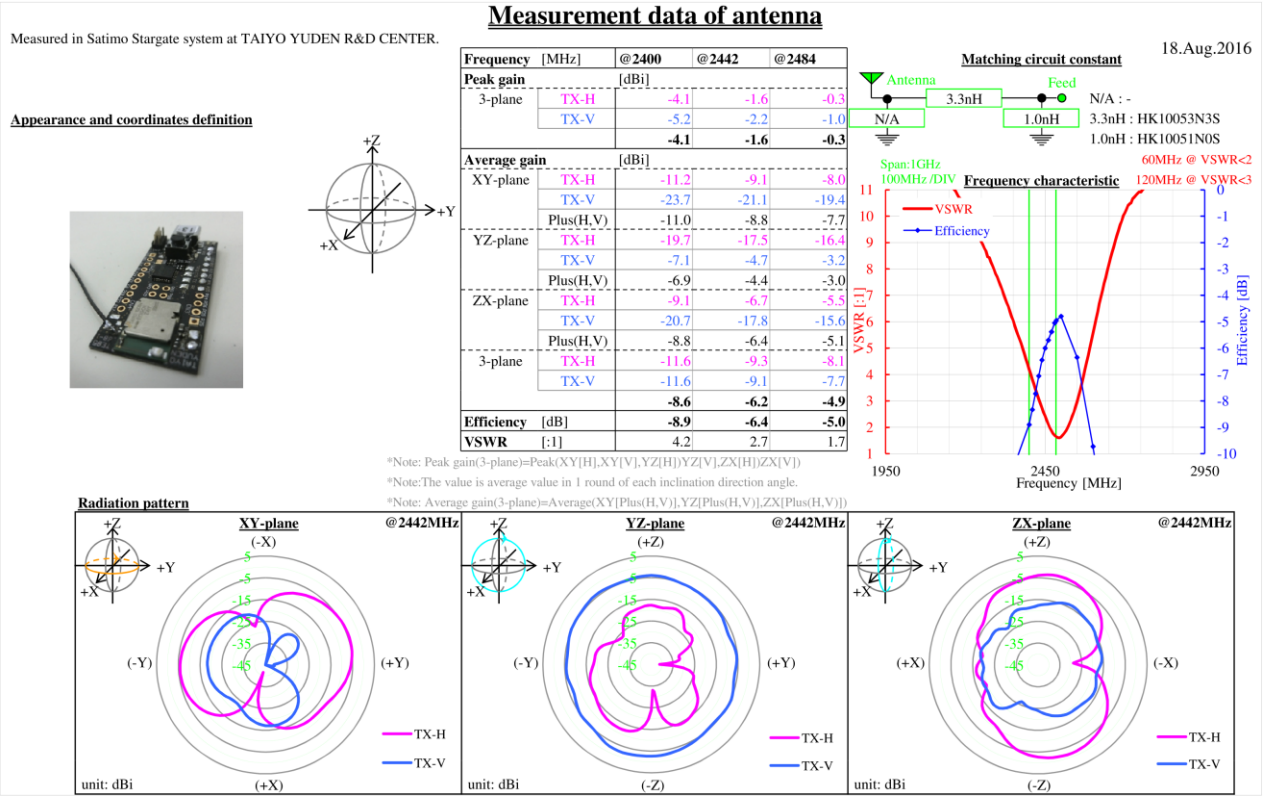 Measurement data of antenna
Measured in Satimo Stargate system at TAIYO YUDEN R&D CENTER.
18.Aug.2016
Appearance and coordinates definition
+Z
+Y
+X
Frequency [MHz] @2400 @2442 @2484
Peak gain [dBi]
3-plane TX-H -4.1 -1.6 -0.3
TX-V -5.2 -2.2 -1.0
-4.1 -1.6 -0.3
Average gain [dBi]
XY-plane TX-H -11.2 -9.1 -8.0
TX-V -23.7 -21.1 -19.4
Plus(H,V) -11.0 -8.8 -7.7
YZ-plane TX-H -19.7 -17.5 -16.4
TX-V -7.1 -4.7 -3.2
Plus(H,V) -6.9 -4.4 -3.0
ZX-plane TX-H -9.1 -6.7 -5.5
TX-V -20.7 -17.8 -15.6
Plus(H,V) -8.8 -6.4 -5.1
3-plane TX-H -11.6 -9.3 -8.1
TX-V -11.6 -9.1 -7.7
-8.6 -6.2 -4.9
Efficiency [dB] -8.9 -6.4 -5.0
VSWR [:1] 4.2 2.7 1.7
*Note: Peak gain(3-plane)=Peak(XY[H],XY[V],YZ[H])YZ[V],ZX[H])ZX[V])
*Note:The value is average value in 1 round of each inclination direction angle.
*Note: Average gain(3-plane)=Average(XY[Plus(H,V)],YZ[Plus(H,V)],ZX[Plus(H,V)])
Matching circuit constant
Antenna
Feed
3.3nH
N/A
1.0nH
N/A : -
3.3nH : HK10053N3S
1.0nH : HK10051N0S
Span:1GHz
100MHz /DIV
60MHz @ VSWR<2
120MHz @ VSWR<3
Frequency characteristic
VSWR
Efficiency
VSWR [:1]
11
10
9
8
7
6
5
4
3
2
1
0
-1
-2
-3
-4
-5
-6
-7
-8
-9
-10
Efficiency [dB]
1950 2450 2950
Frequency [MHz]
Radiation pattern
+Z
+Y
+X
XY-plane
@2442MHz
(-X)
5
-5
-15
-25
-35
-45
(-Y)
(+Y)
TX-H
TX-V
unit: dBi
(+X)
+Z
+Y
+X
YZ-plane
@2442MHz
(+Z)
5
-5
-15
-25
-35
-45
(-Y)
(+Y)
TX-H
TX-V
unit: dBi
(-Z)
+Z
+Y
+X
ZX-plane
@2442MHz
(+Z)
5
-5
-15
-25
-35
-45
(+X)
(-X)
TX-H
TX-V
unit: dBi
(-Z)